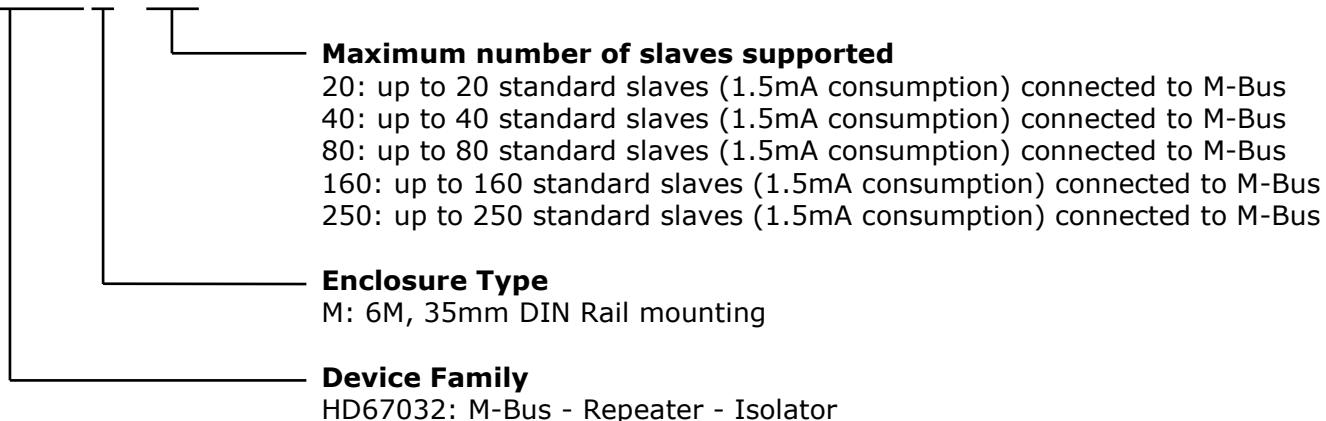 Maximum number of slaves supported
20: up to 20 standard slaves (1.5mA consumption) connected to M-Bus
40: up to 40 standard slaves (1.5mA consumption) connected to M-Bus
80: up to 80 standard slaves (1.5mA consumption) connected to M-Bus
160: up to 160 standard slaves (1.5mA consumption) connected to M-Bus
250: up to 250 standard slaves (1.5mA consumption) connected to M-Bus
Enclosure Type
M: 6M, 35mm DIN Rail mounting
Device Family
HD67032: M-Bus - Repeater - Isolator